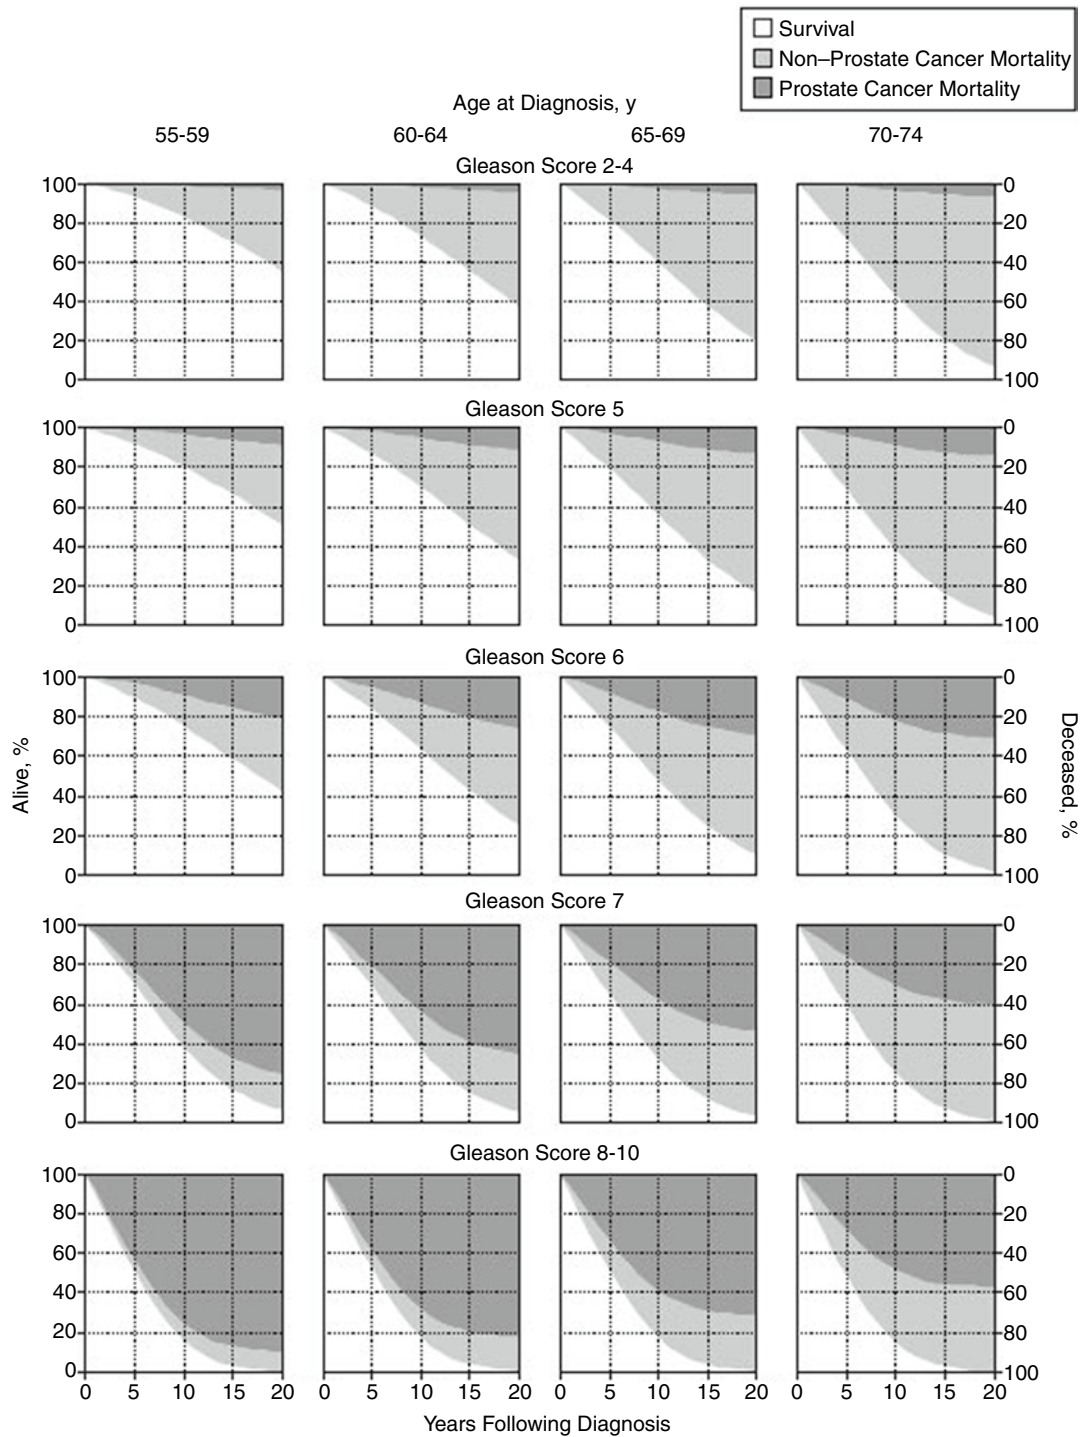 Survival
Non–Prostate Cancer Mortality
Prostate Cancer Mortality
Age at Diagnosis, y
55-59 60-64 65-69 70-74
Gleason Score 2-4
100 0
80 20
60 40
40 60
20 80
0 100
Gleason Score 5
100 0
80 20
60 40
40 60
20 80
0 100
Gleason Score 6
100 0
80 20
60 40
40 60
20 80
0 100
Alive, %
Deceased, %
Gleason Score 7
100 0
80 20
60 40
40 60
20 80
0 100
Gleason Score 8-10
100 0
80 20
60 40
40 60
20 80
0 100
0 5 10 15 20 0 5 10 15 20 0 5 10 15 20 0 5 10 15 20
Years Following Diagnosis